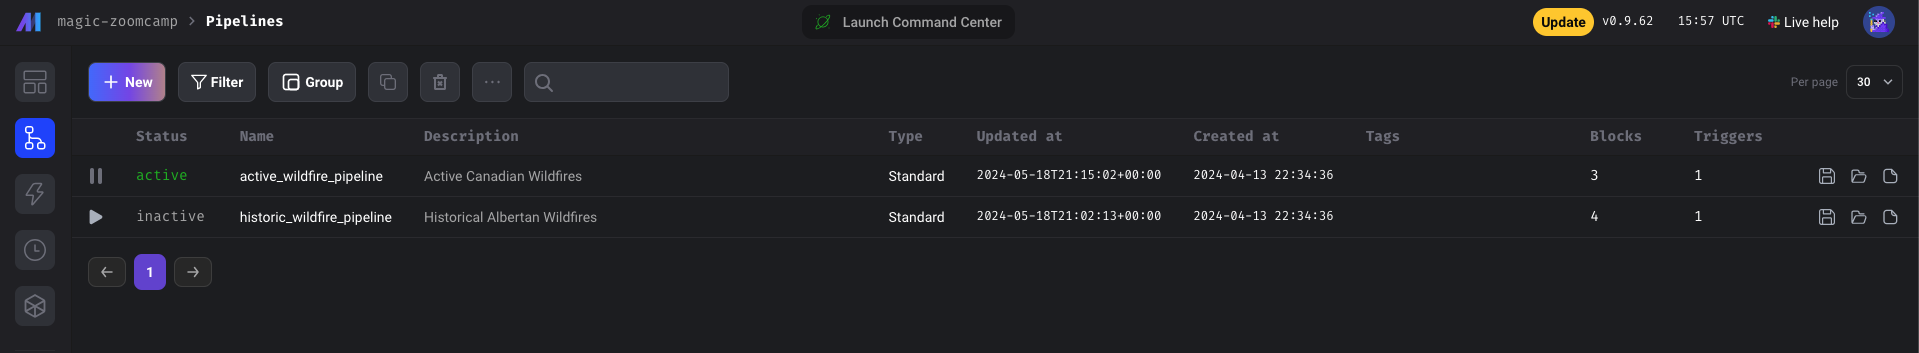 magic-zoomcamp > Pipelines Launch Command Center Update v0.9.62 15:57 UTC Live help
New Filter Group ... Per page 30
Status Name Description Type Updated at Created at Tags Blocks Triggers
active active_wildfire_pipeline Active Canadian Wildfires Standard 2024-05-18T21:15:02+00:00 2024-04-13 22:34:36 3 1
inactive historic_wildfire_pipeline Historical Albertan Wildfires Standard 2024-05-18T21:02:13+00:00 2024-04-13 22:34:36 4 1
1